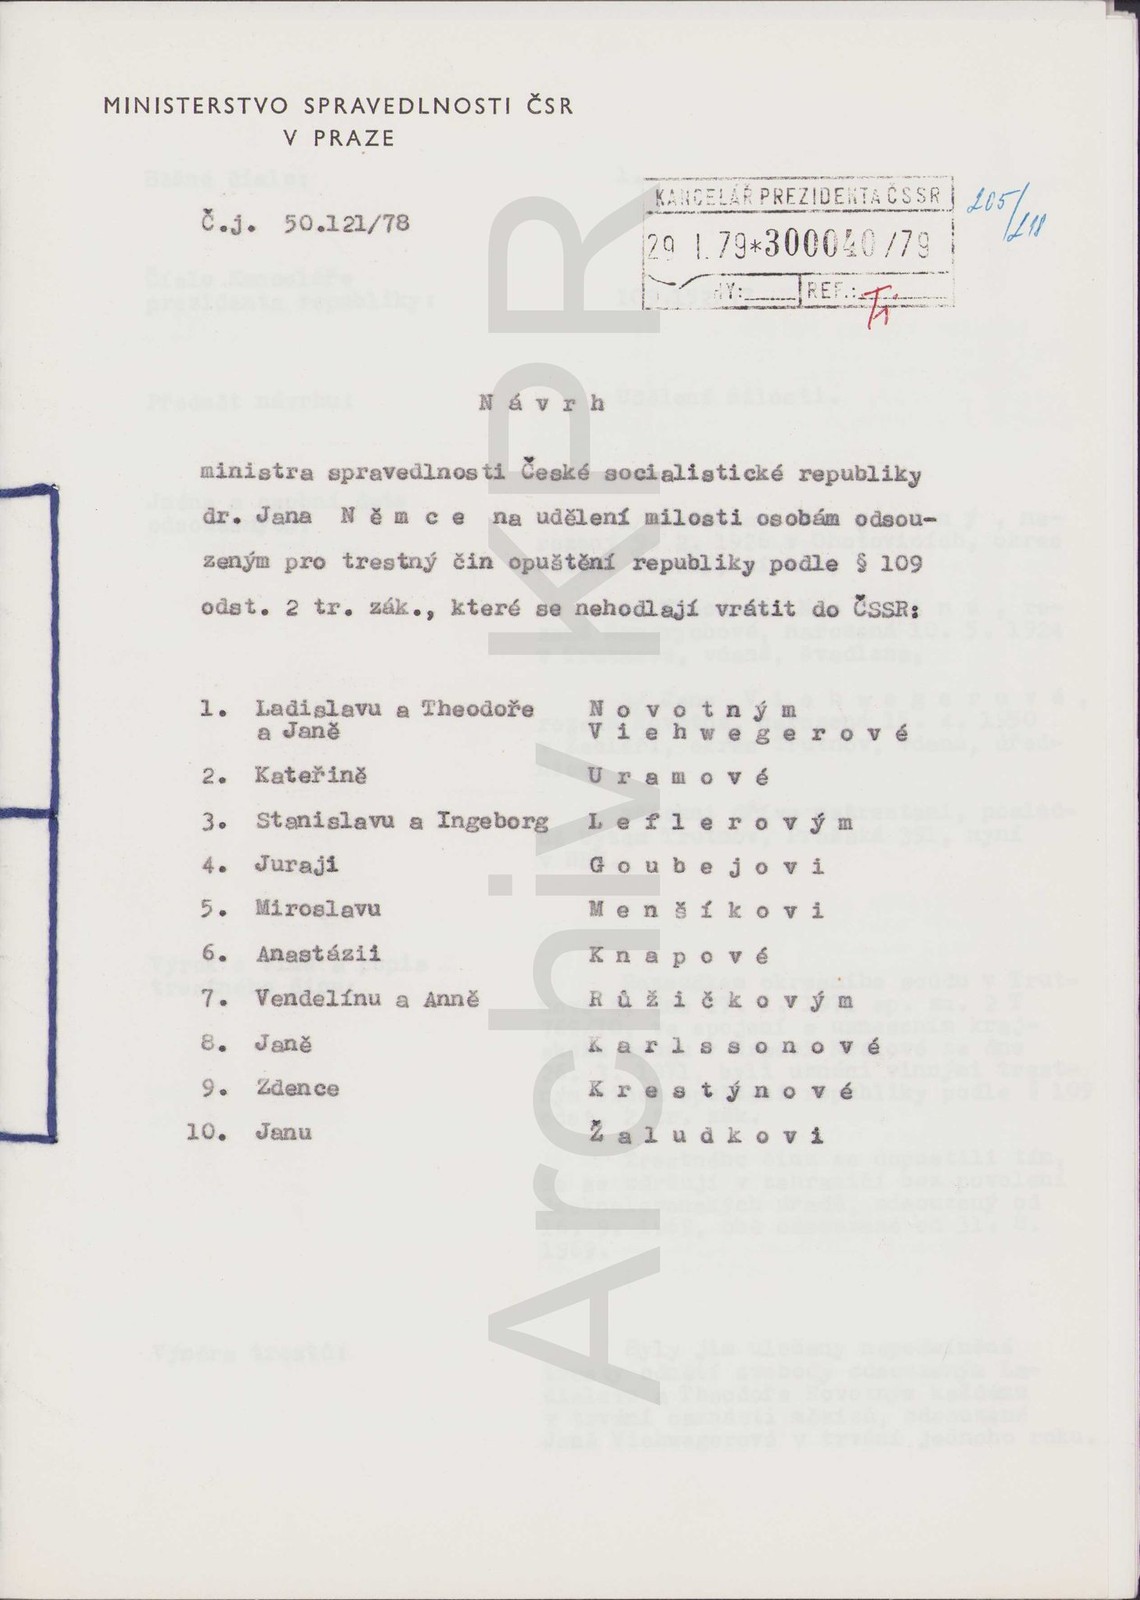 MINISTERSTVO SPRAVEDLNOSTI ČSR
V PRAZE
Č.j. 50.121/78
KANCELÁŘ PREZIDENTA ČSSR
29 I.79*300040/79
REF.:
205/
N á v r h
ministra spravedlnosti České socialistické republiky
dr. Jana N ě m c e na udělení milosti osobám odsou-
zeným pro trestný čin opuštění republiky podle § 109
odst. 2 tr. zák., které se nehodlají vrátit do ČSSR:
1. Ladislavu a Theodoře N o v o t n ý m
a Janě V i e h w e g e r o v é
2. Kateřině U r a m o v é
3. Stanislavu a Ingeborg L e f l e r o v ý m
4. Juraji G o u b e j o v i
5. Miroslavu M e n š í k o v i
6. Anastázii K n a p o v é
7. Vendelínu a Anně R ů ž i č k o v ý m
8. Janě K a r l s s o n o v é
9. Zdence K r e s t ý n o v é
10. Janu Ž a l u d k o v i
Archiv KPR